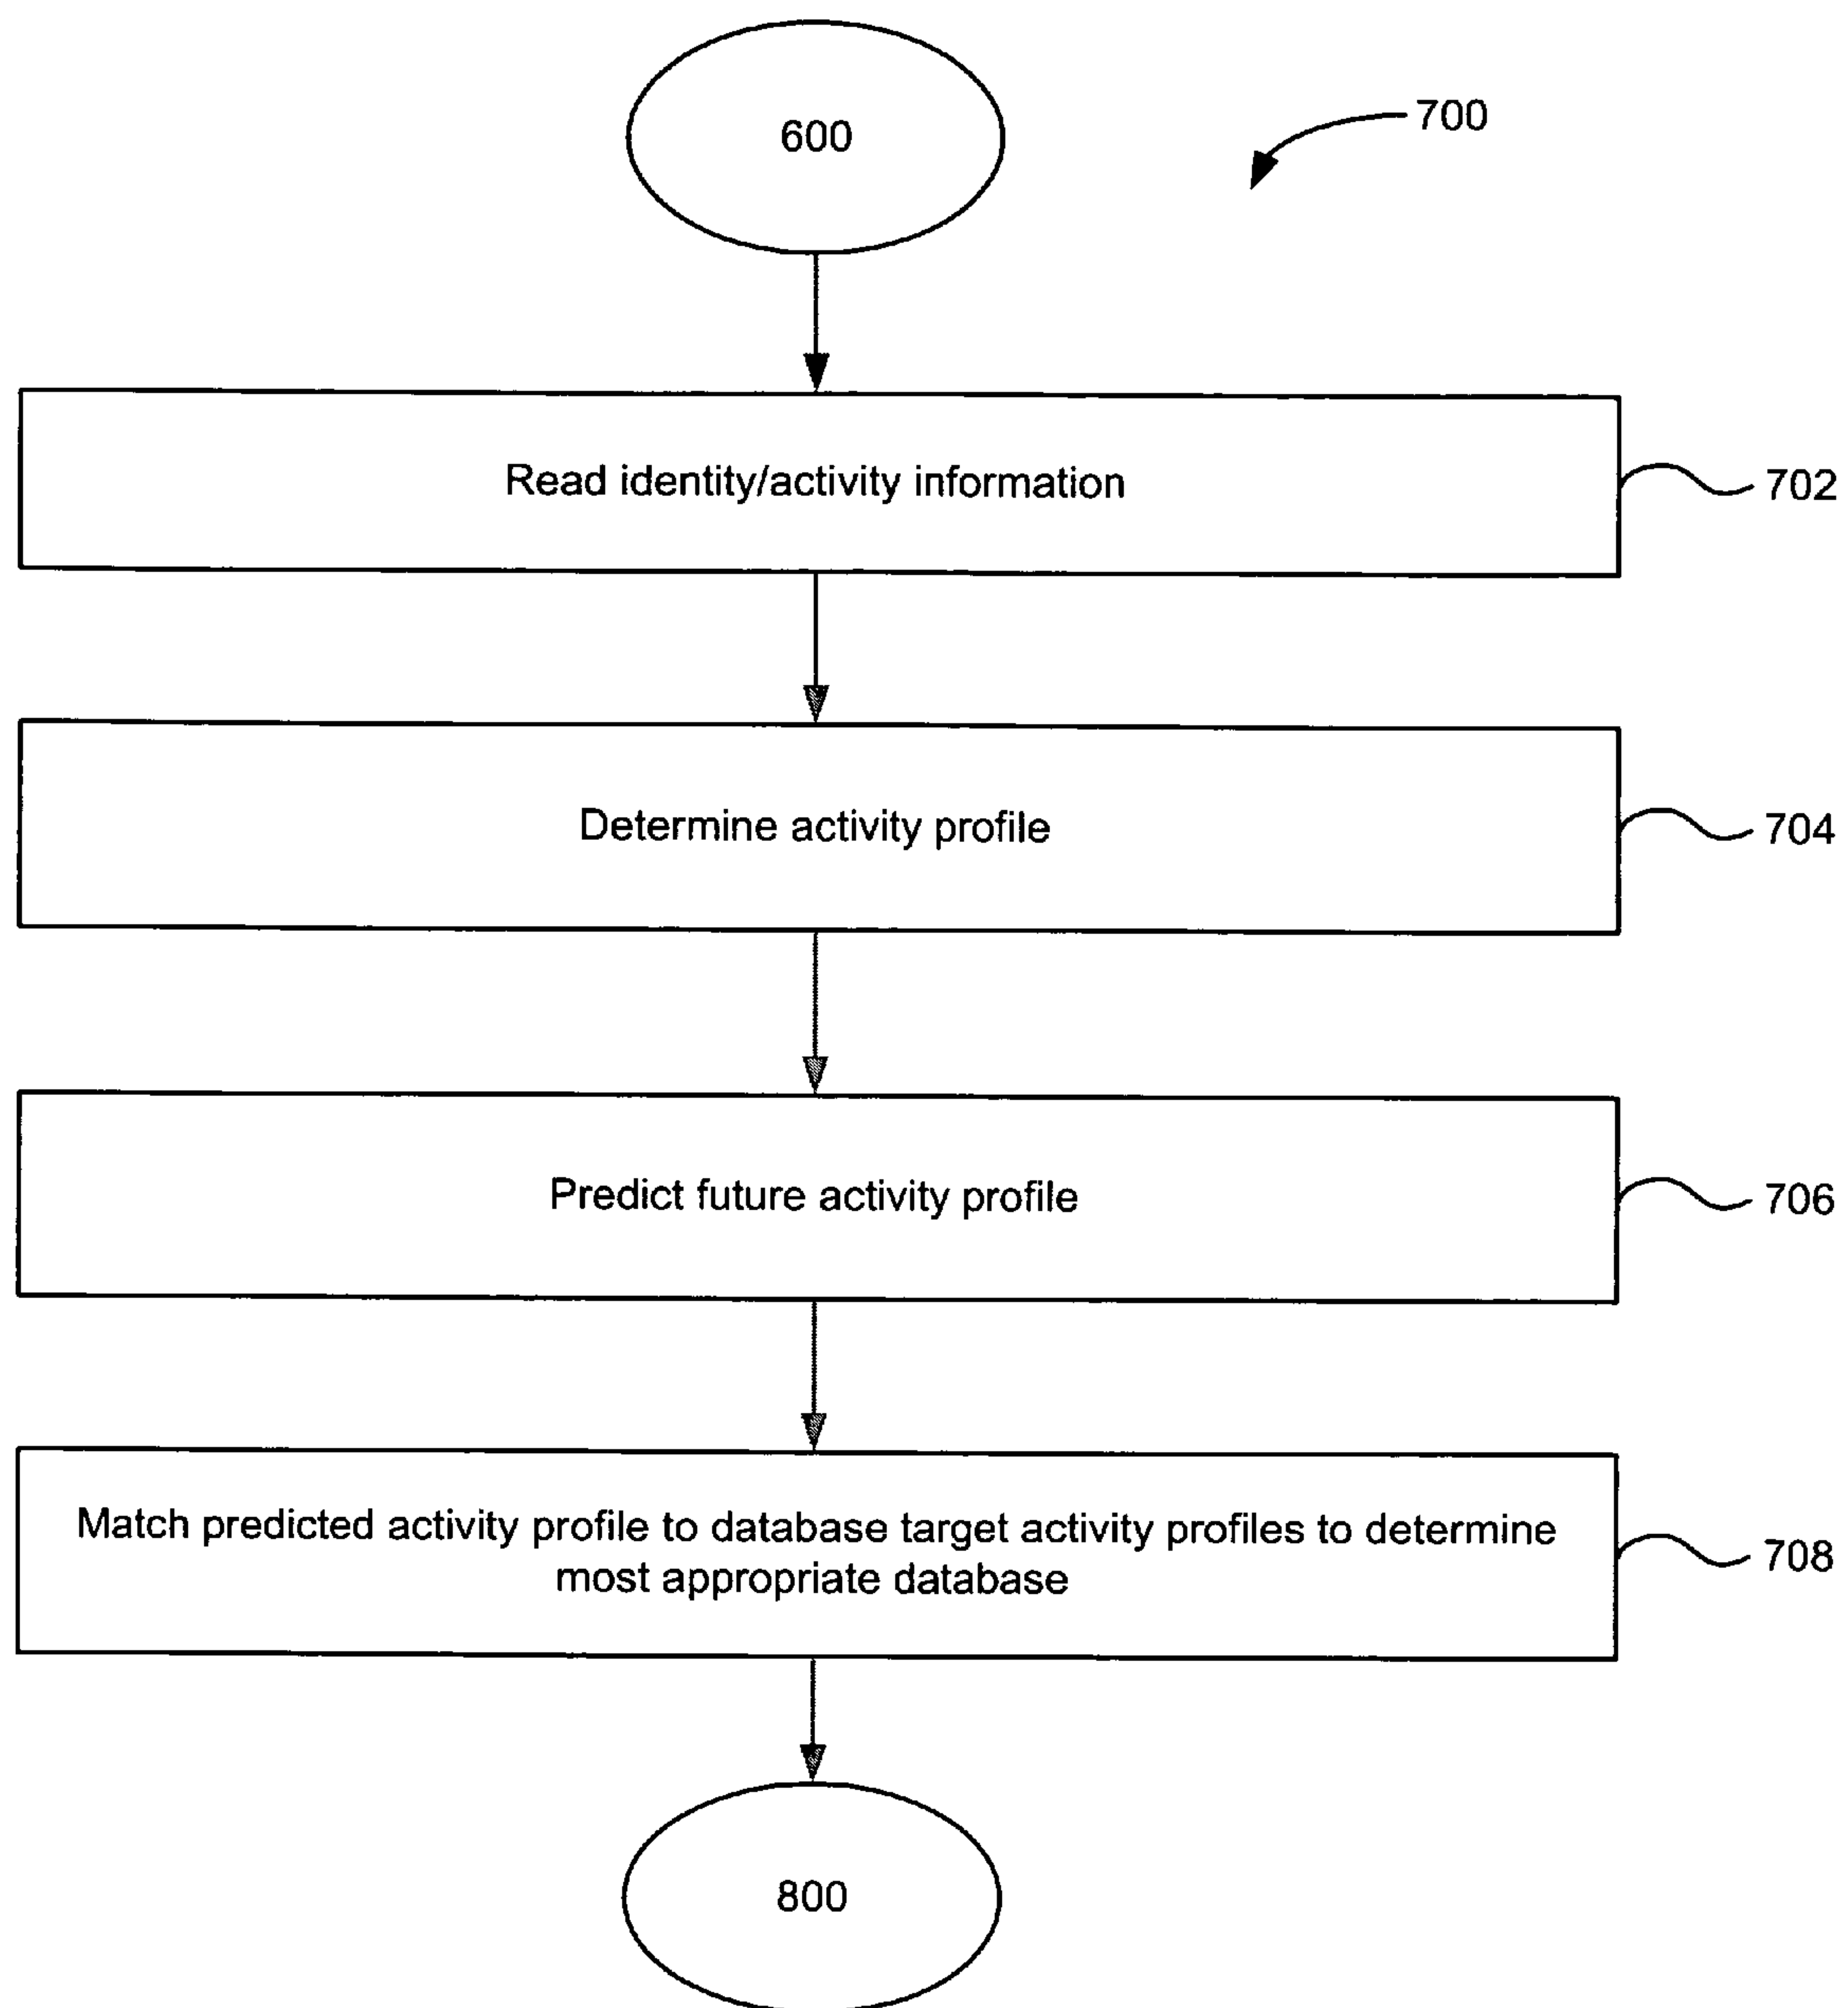 600
700
Read identity/activity information
702
Determine activity profile
704
Predict future activity profile
706
Match predicted activity profile to database target activity profiles to determine
most appropriate database
708
800